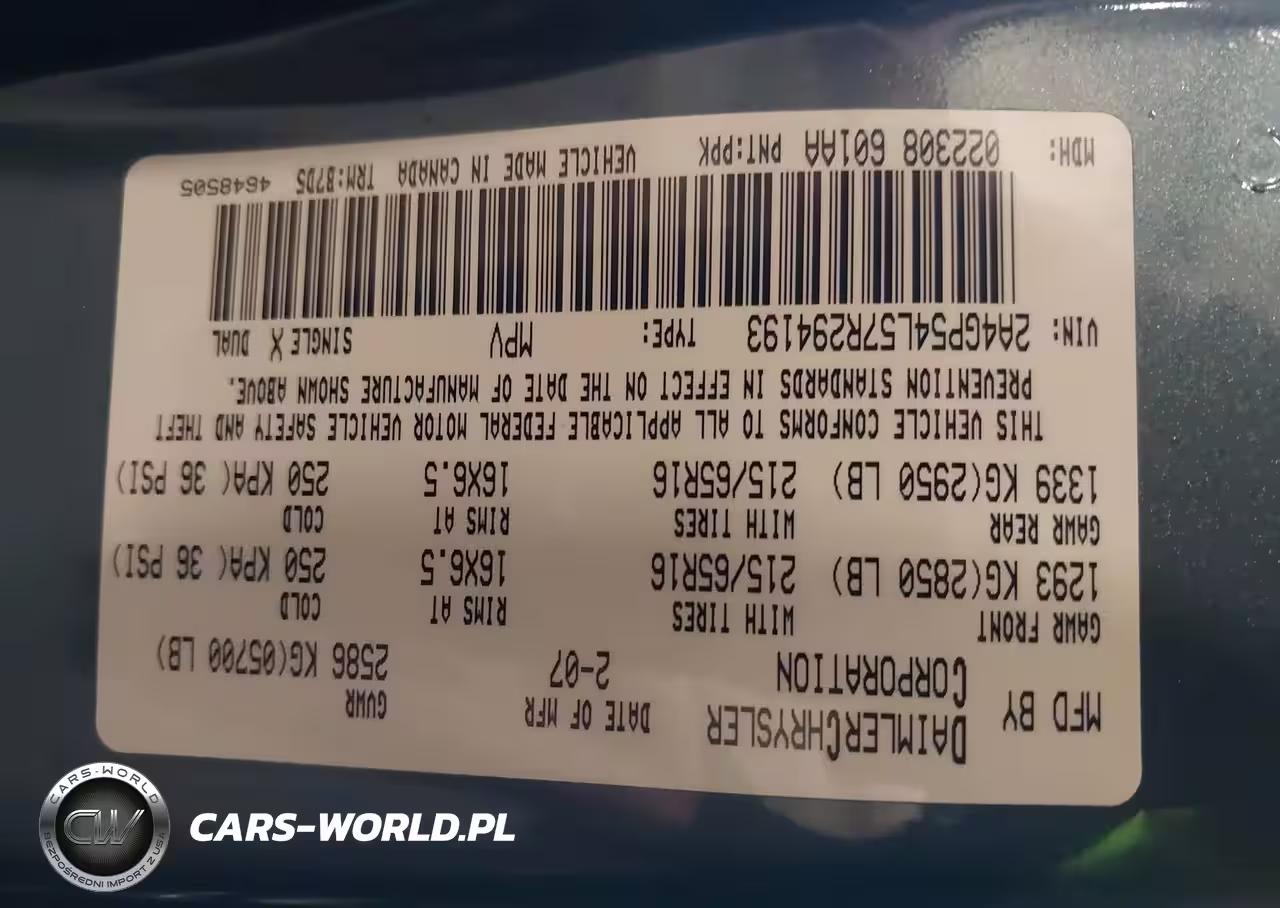 MFD BY DAIMLERCHRYSLER CORPORATION
DATE OF MFR 2-07
GVWR 2586 KG(05700 LB)
GAWR FRONT WITH TIRES RIMS AT COLD
1293 KG(2850 LB) 215/65R16 16X6.5 250 KPA( 36 PSI)
GAWR REAR WITH TIRES RIMS AT COLD
1339 KG(2950 LB) 215/65R16 16X6.5 250 KPA( 36 PSI)
THIS VEHICLE CONFORMS TO ALL APPLICABLE FEDERAL MOTOR VEHICLE SAFETY AND THEFT
PREVENTION STANDARDS IN EFFECT ON THE DATE OF MANUFACTURE SHOWN ABOVE.
VIN: 2A4GP54L57R294193 TYPE: MPV SINGLE X DUAL
MDH: 022308 601AA PNT:PPK VEHICLE MADE IN CANADA TRM:B7D5 4648505
CARS-WORLD
CW
BEZPOŚREDNI IMPORT Z USA
CARS-WORLD.PL